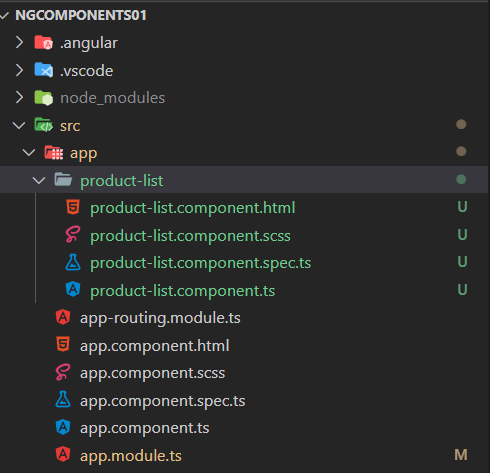 NGCOMPONENTS01
.angular
.vscode
node_modules
src
app
product-list
product-list.component.html U
product-list.component.scss U
product-list.component.spec.ts U
product-list.component.ts U
app-routing.module.ts
app.component.html
app.component.scss
app.component.spec.ts
app.component.ts
app.module.ts M